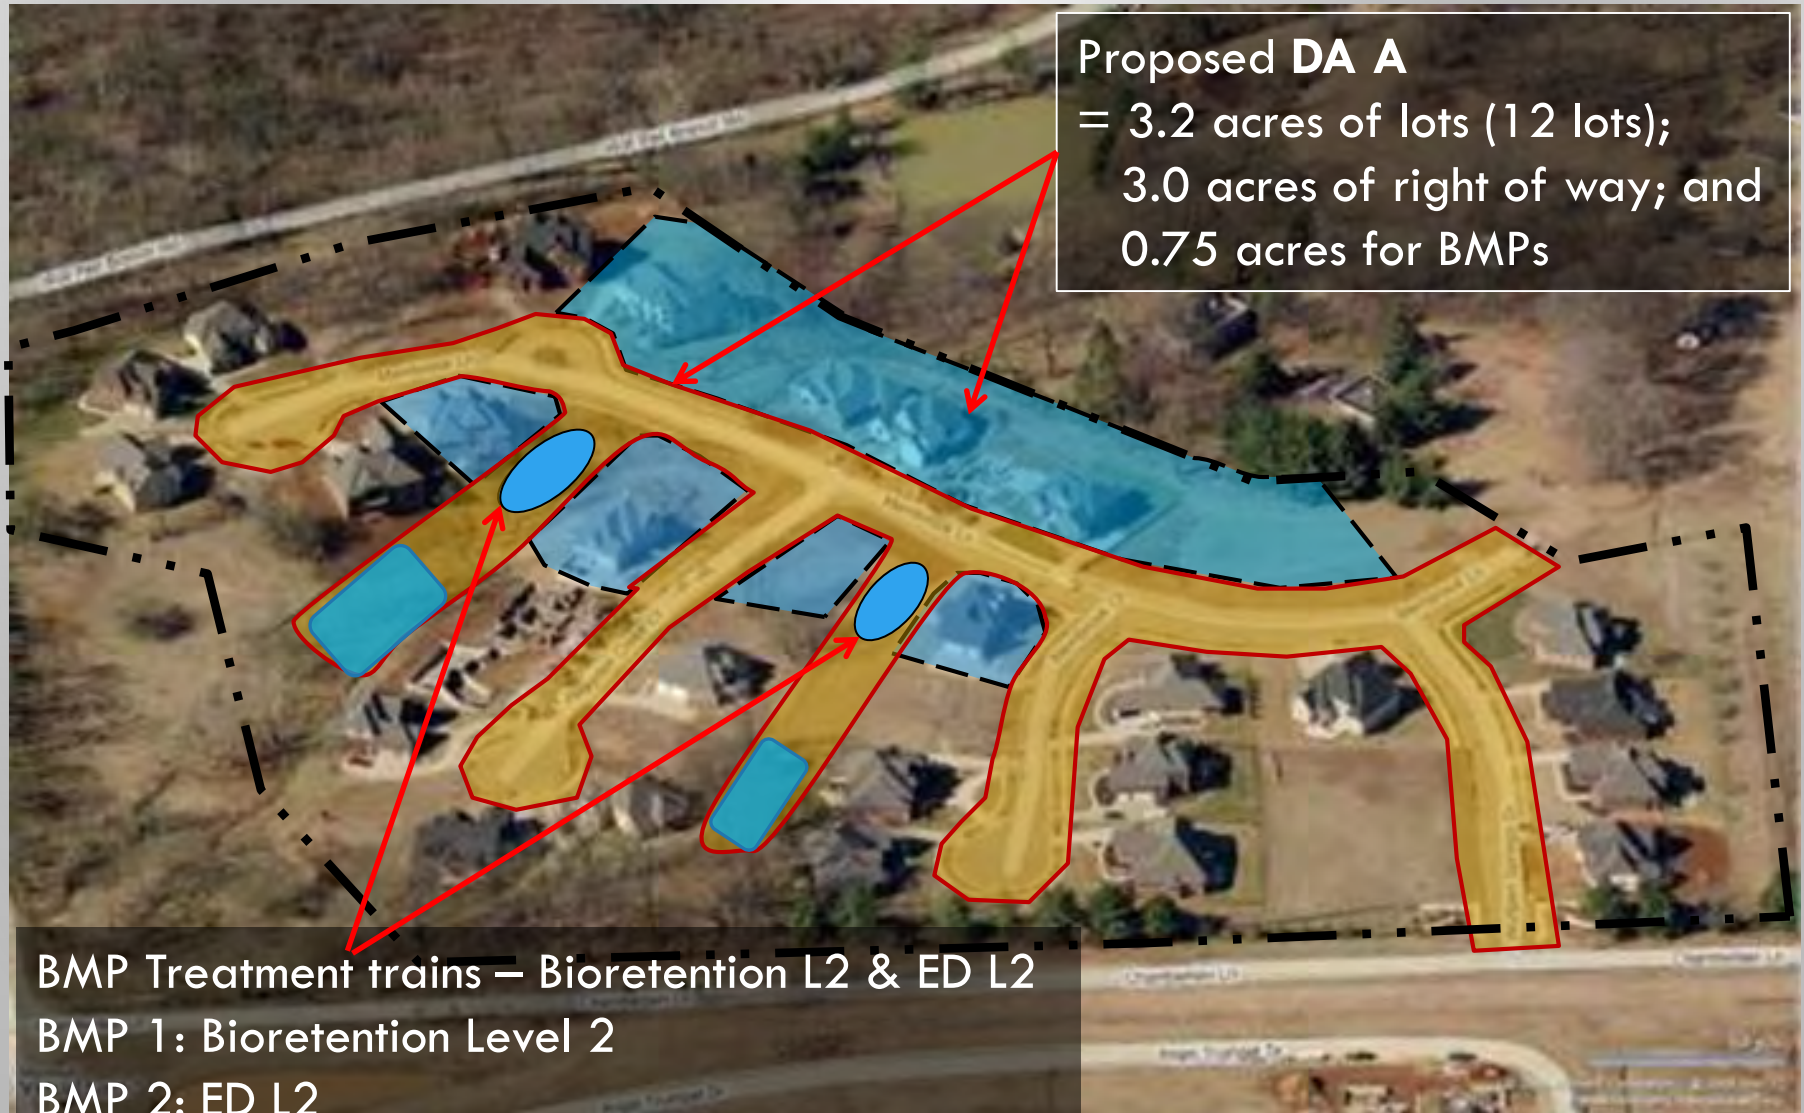 Proposed DA A
= 3.2 acres of lots (12 lots);
3.0 acres of right of way; and
0.75 acres for BMPs
BMP Treatment trains – Bioretention L2 & ED L2
BMP 1: Bioretention Level 2
BMP 2: ED L2